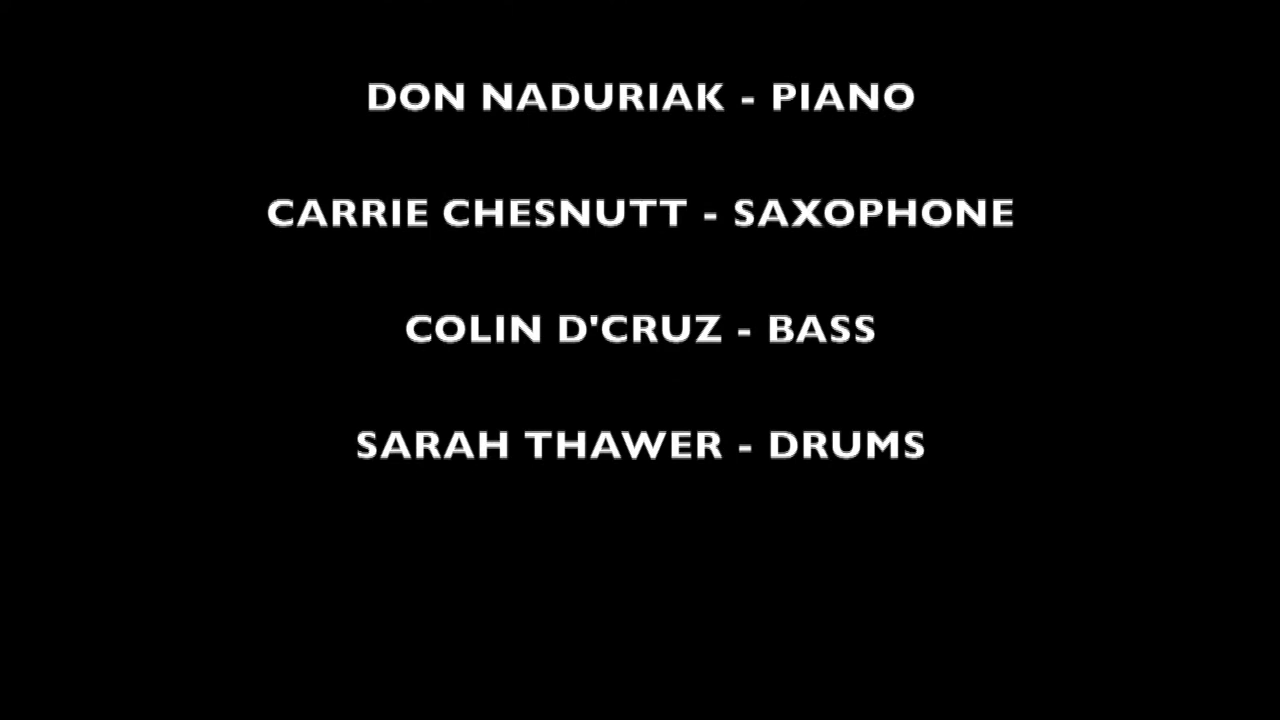 DON NADURIAK - PIANO
CARRIE CHESNUTT - SAXOPHONE
COLIN D'CRUZ - BASS
SARAH THAWER - DRUMS